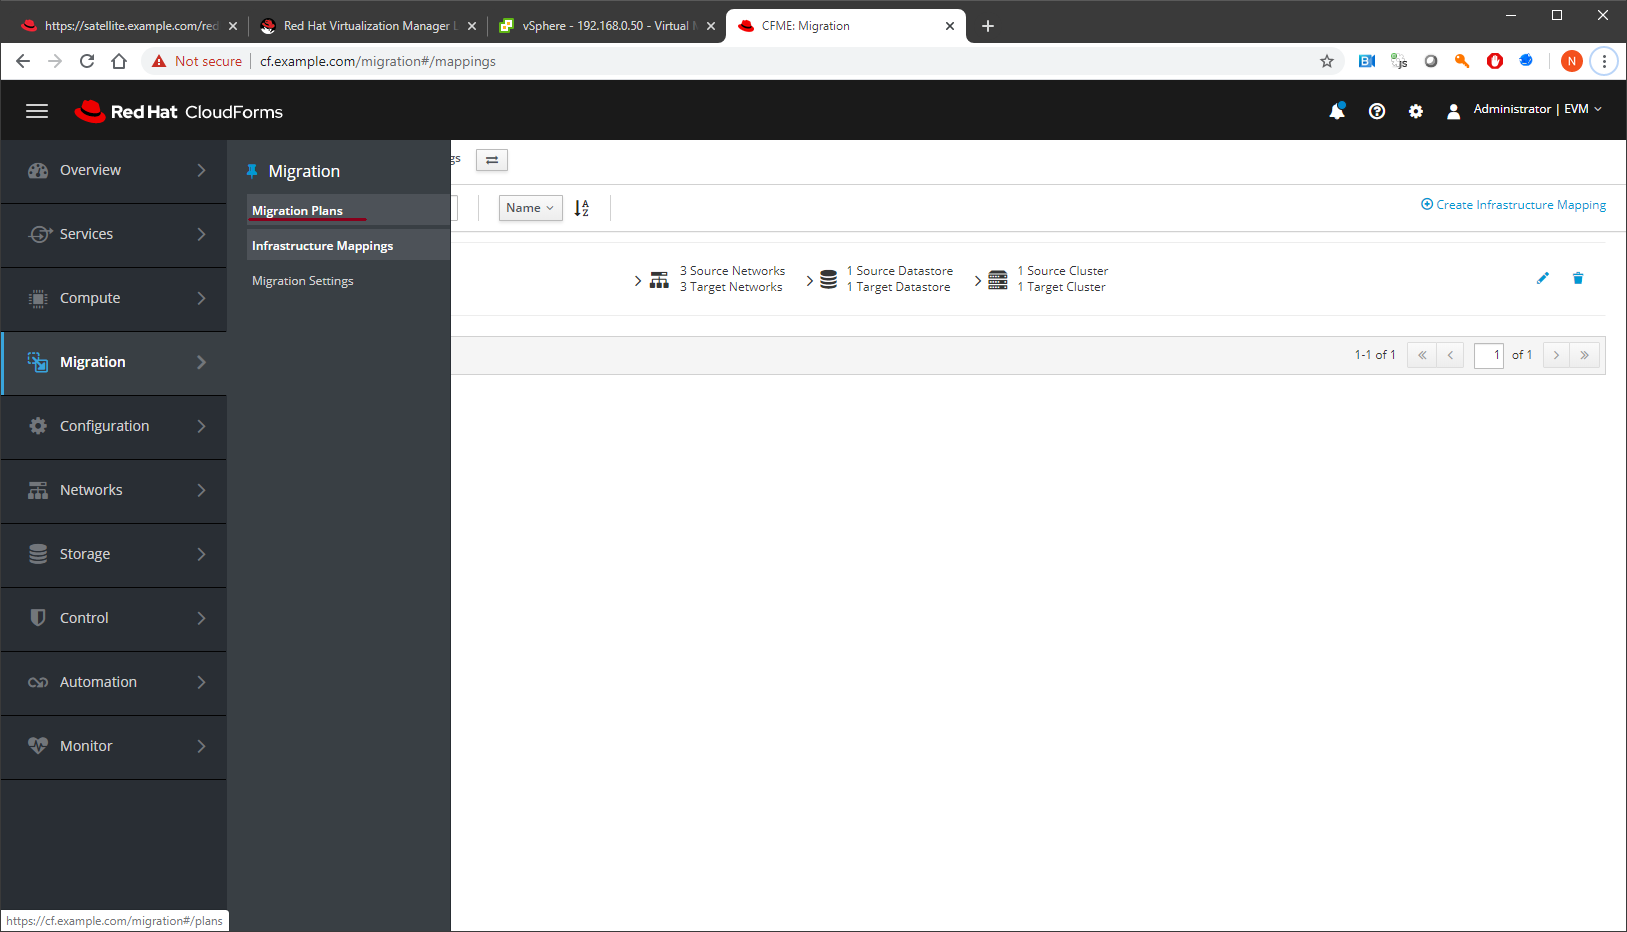 https://satellite.example.com/red
Red Hat Virtualization Manager L
vSphere - 192.168.0.50 - Virtual M
CFME: Migration
Not secure
cf.example.com/migration#/mappings
B
js
N
Red Hat CloudForms
Administrator | EVM
Overview
Services
Compute
Migration
Configuration
Networks
Storage
Control
Automation
Monitor
Migration
Migration Plans
Infrastructure Mappings
Migration Settings
gs
Name
A
Z
Create Infrastructure Mapping
3 Source Networks
3 Target Networks
1 Source Datastore
1 Target Datastore
1 Source Cluster
1 Target Cluster
1-1 of 1
1
of 1
https://cf.example.com/migration#/plans